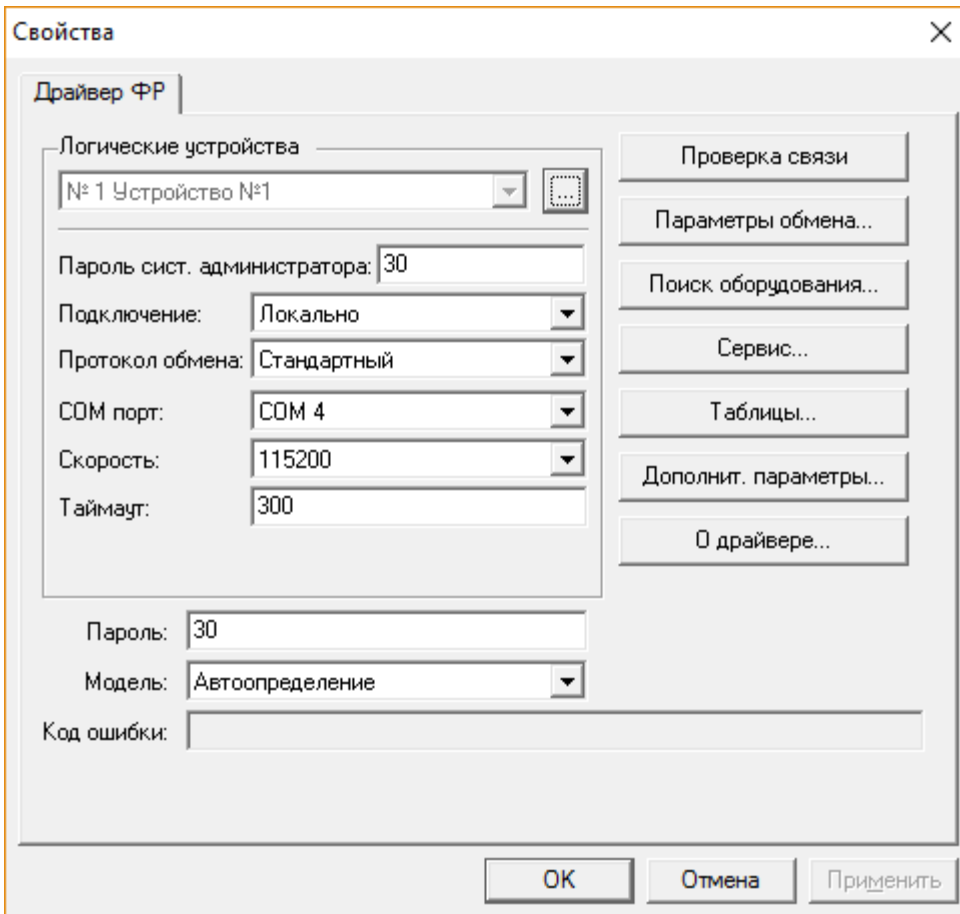 Свойства
Драйвер ФР
Логические устройства
№ 1 Устройство №1
...
Пароль сист. администратора: 30
Подключение: Локально
Протокол обмена: Стандартный
COM порт: COM 4
Скорость: 115200
Таймаут: 300
Проверка связи
Параметры обмена...
Поиск оборудования...
Сервис...
Таблицы...
Дополнит. параметры...
О драйвере...
Пароль: 30
Модель: Автоопределение
Код ошибки:
OK
Отмена
Применить